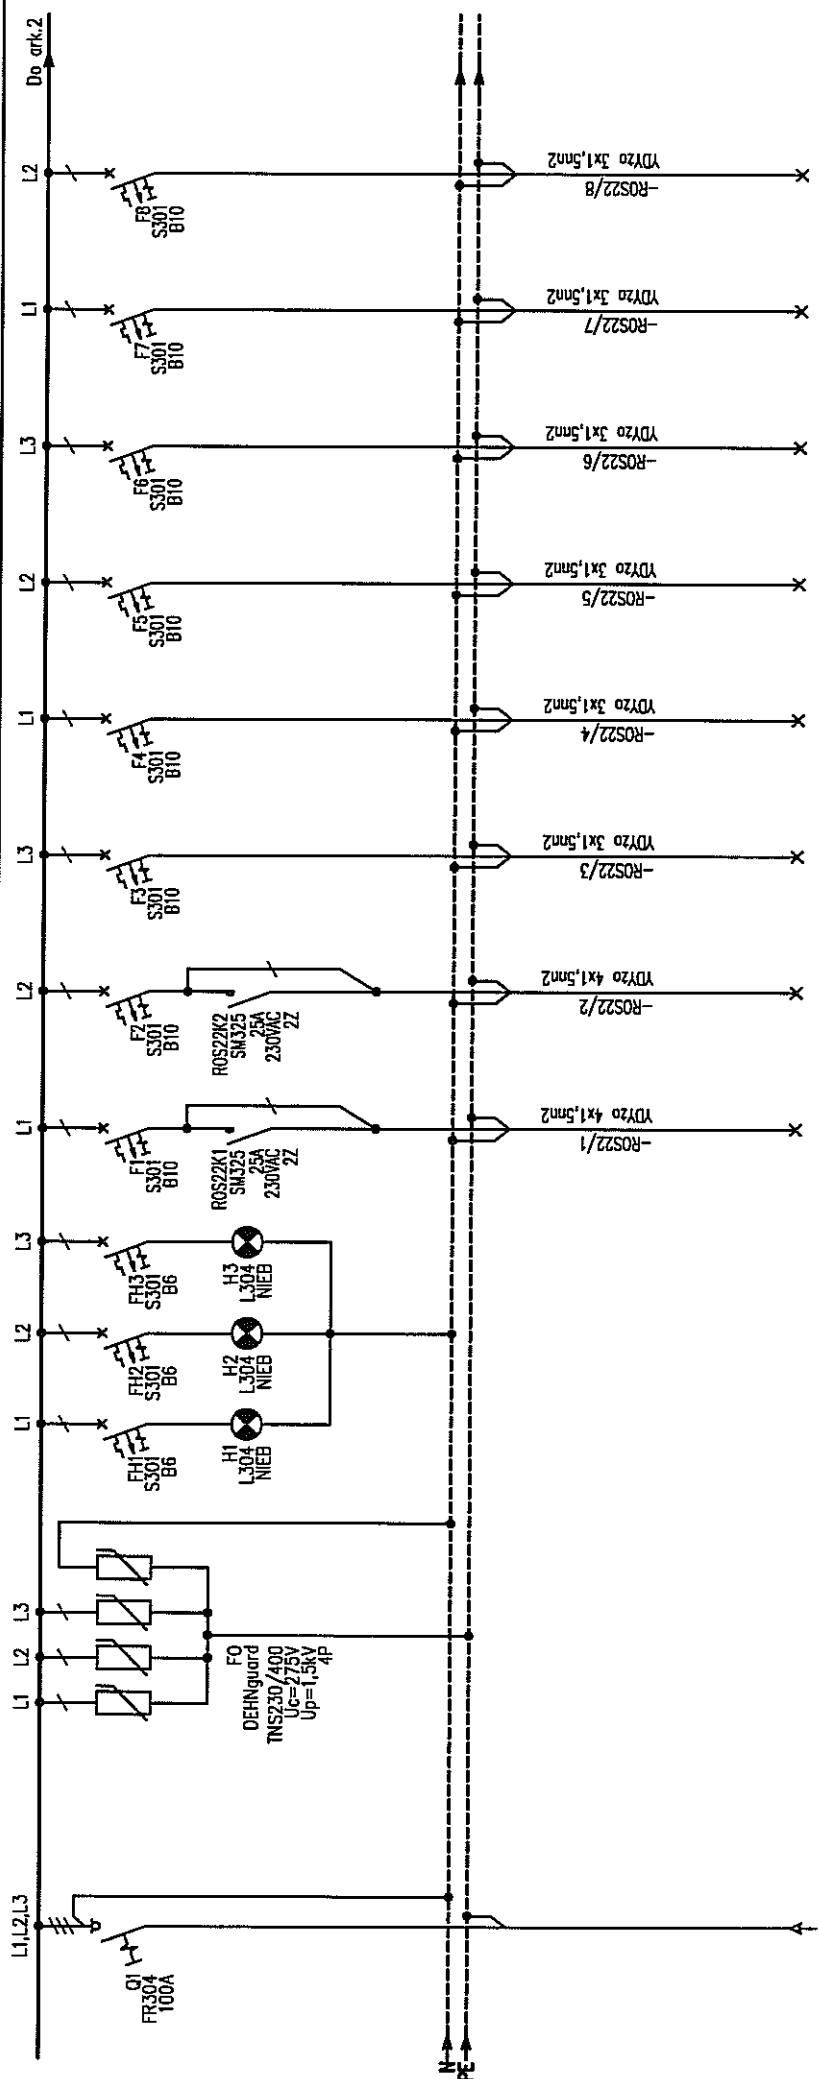 L1,L2,L3
Q1
FR304
100A
N
PE
L1
L2
L3
F0
DEHNguard
TNS230/400
Uc=275V
Up=1,5kV
4P
L1
FH1
S301
B6
H1
L304
NIEB
L2
FH2
S301
B6
H2
L304
NIEB
L3
FH3
S301
B6
H3
L304
NIEB
L1
F1
S301
B10
ROS22K1
SM325
25A
230VAC
2Z
-ROS22/1
YDYżo 4x1,5mm2
L2
F2
S301
B10
ROS22K2
SM325
25A
230VAC
2Z
-ROS22/2
YDYżo 4x1,5mm2
L3
F3
S301
B10
-ROS22/3
YDYżo 3x1,5mm2
L1
F4
S301
B10
-ROS22/4
YDYżo 3x1,5mm2
L2
F5
S301
B10
-ROS22/5
YDYżo 3x1,5mm2
L3
F6
S301
B10
-ROS22/6
YDYżo 3x1,5mm2
L1
F7
S301
B10
-ROS22/7
YDYżo 3x1,5mm2
L2
F8
S301
B10
-ROS22/8
YDYżo 3x1,5mm2
Do ark.2